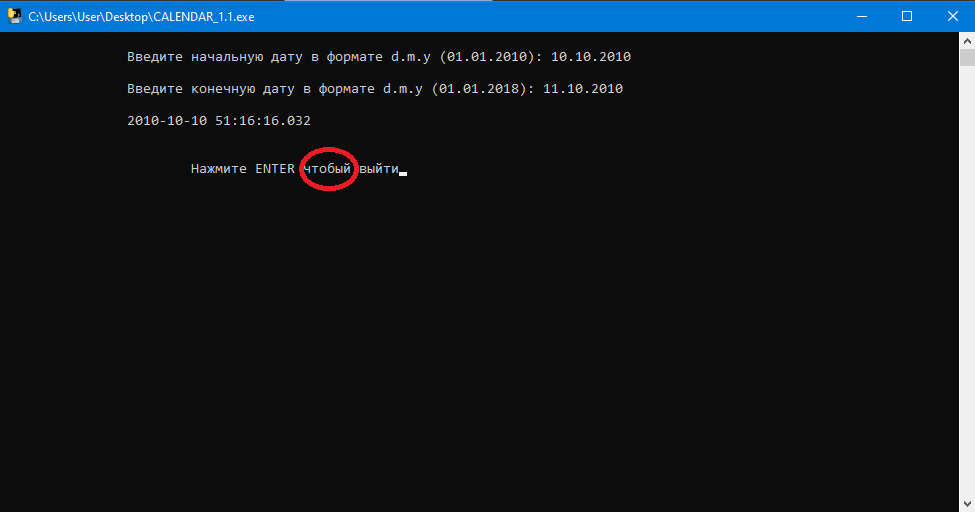 C:\Users\User\Desktop\CALENDAR_1.1.exe
Введите начальную дату в формате d.m.y (01.01.2010): 10.10.2010
Введите конечную дату в формате d.m.y (01.01.2018): 11.10.2010
2010-10-10 51:16:16.032
Нажмите ENTER чтобый выйти